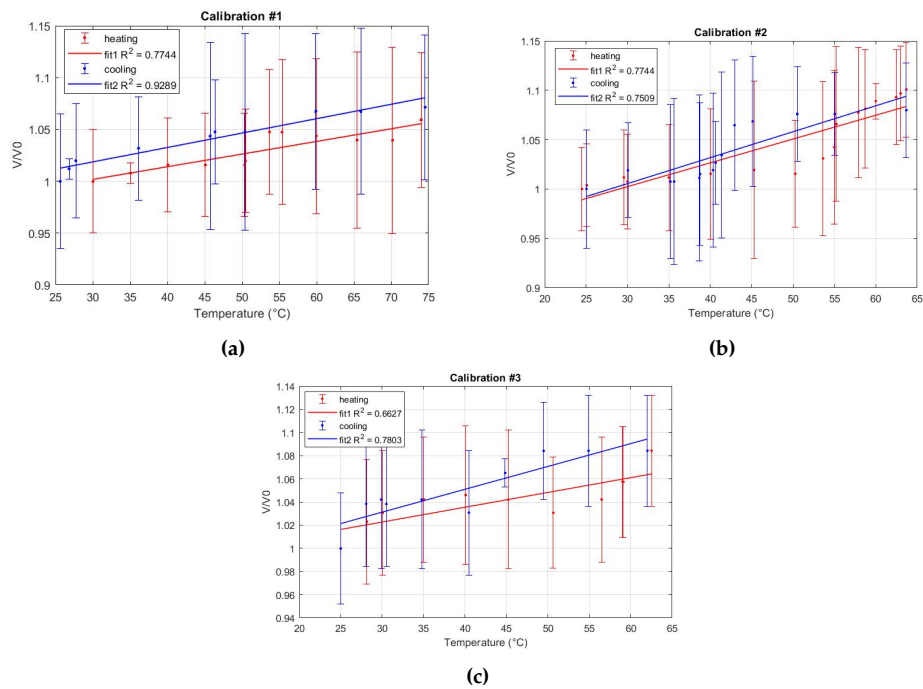 Calibration #1
1.15
1.1
1.05
1
0.95
0.9
V/V0
heating
fit1 R² = 0.7744
cooling
fit2 R² = 0.9289
25 30 35 40 45 50 55 60 65 70 75
Temperature (°C)
(a)
Calibration #2
1.15
1.1
1.05
1
0.95
0.9
V/V0
heating
fit1 R² = 0.7744
cooling
fit2 R² = 0.7509
20 25 30 35 40 45 50 55 60 65
Temperature (°C)
(b)
Calibration #3
1.14
1.12
1.1
1.08
1.06
1.04
1.02
1
0.98
0.96
0.94
V/V0
heating
fit1 R² = 0.6627
cooling
fit2 R² = 0.7803
20 25 30 35 40 45 50 55 60 65
Temperature (°C)
(c)